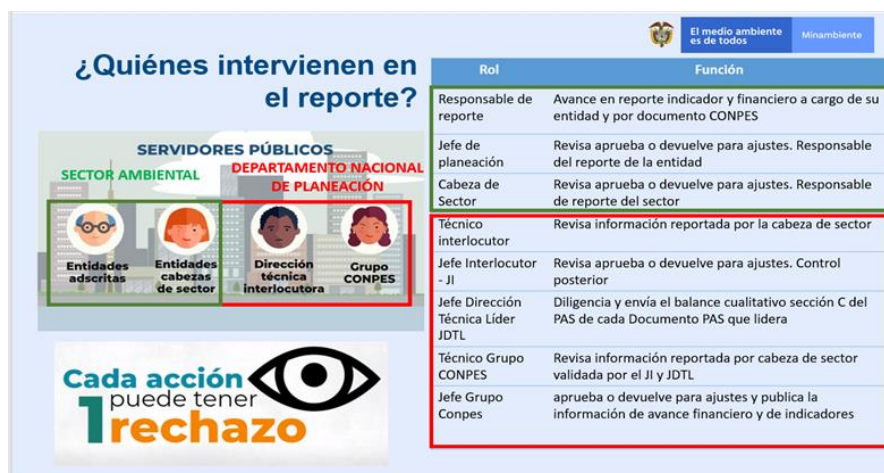 El medio ambiente
es de todos
Minambiente
¿Quiénes intervienen en
el reporte?
SERVIDORES PÚBLICOS
SECTOR AMBIENTAL
DEPARTAMENTO NACIONAL
DE PLANEACIÓN
Entidades
adscritas
Entidades
cabezas
de sector
Dirección
técnica
interlocutora
Grupo
CONPES
Cada acción
puede tener
1 rechazo
Rol Función
Responsable de
reporte
Avance en reporte indicador y financiero a cargo de su
entidad y por documento CONPES
Jefe de
planeación
Revisa aprueba o devuelve para ajustes. Responsable
del reporte de la entidad
Cabeza de
Sector
Revisa aprueba o devuelve para ajustes. Responsable
de reporte del sector
Técnico
interlocutor
Revisa información reportada por la cabeza de sector
Jefe Interlocutor
- JI
Revisa aprueba o devuelve para ajustes. Control
posterior
Jefe Dirección
Técnica Líder
JDTL
Diligencia y envía el balance cualitativo sección C del
PAS de cada Documento PAS que lidera
Técnico Grupo
CONPES
Revisa información reportada por cabeza de sector
validada por el JI y JDTL
Jefe Grupo
Conpes
aprueba o devuelve para ajustes y publica la
información de avance financiero y de indicadores